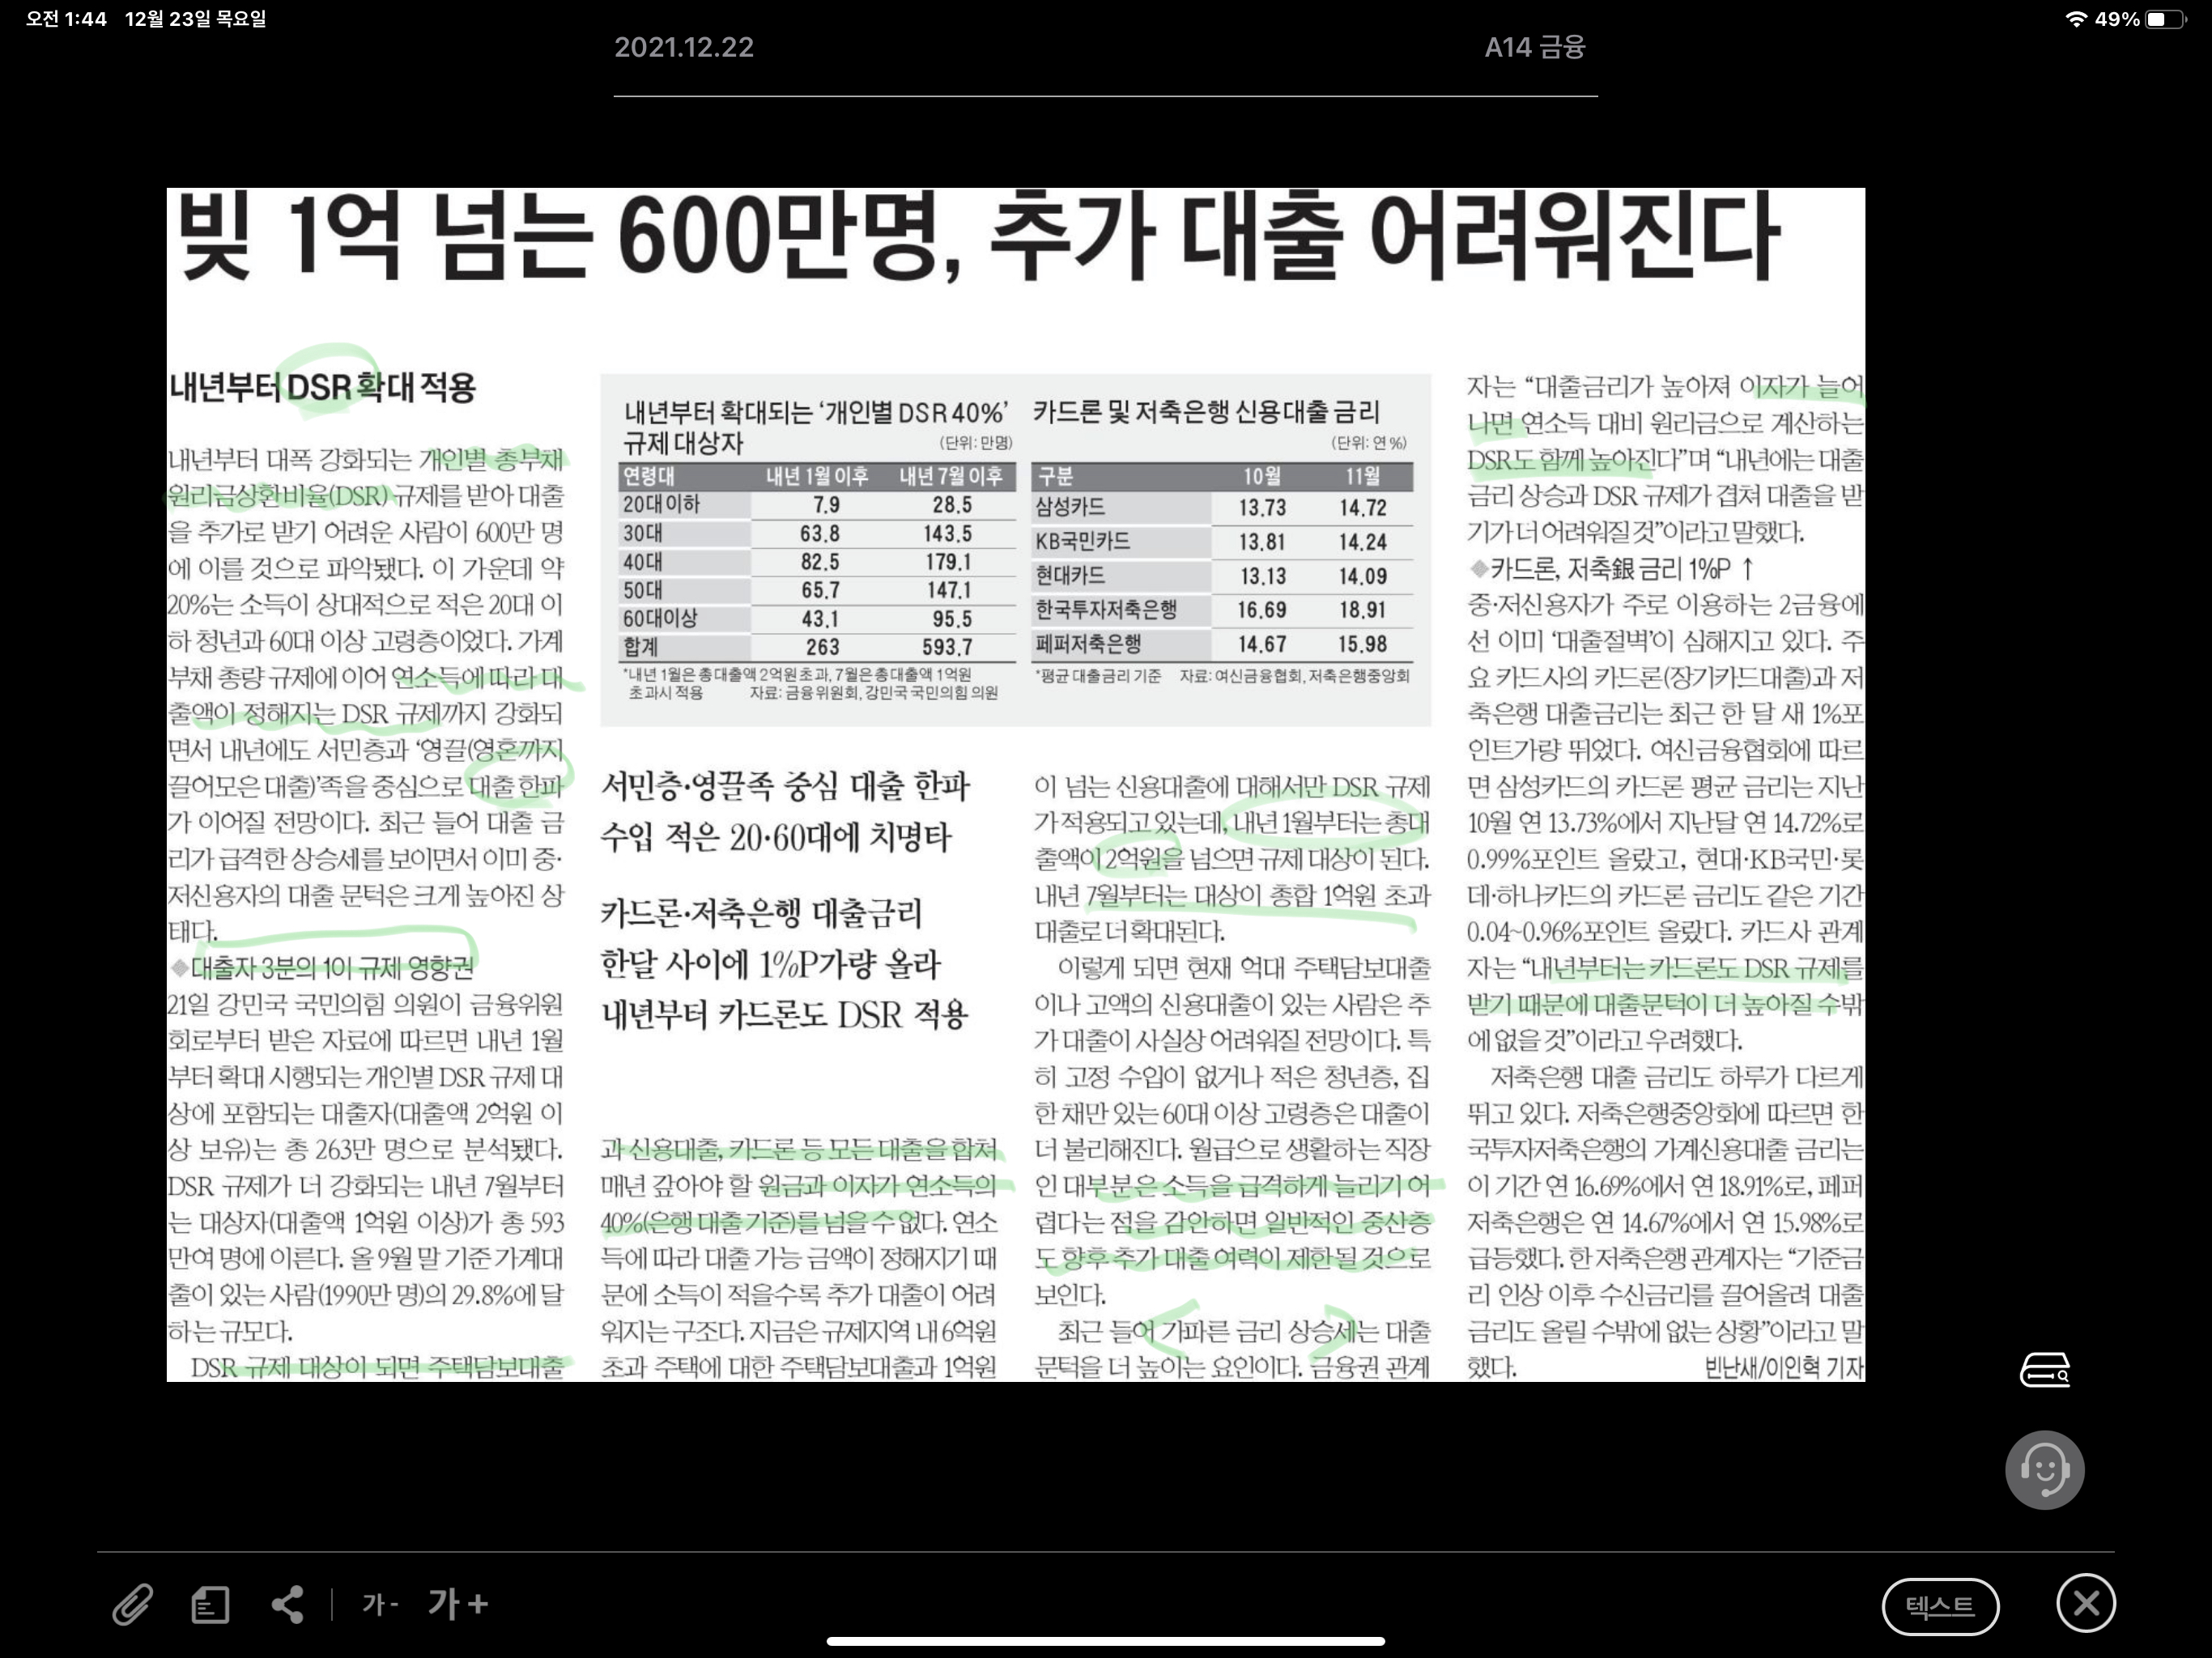 오전 1:44 12월 23일 목요일
49%
2021.12.22
A14 금융
빚 1억 넘는 600만명, 추가 대출 어려워진다
내년부터 DSR 확대 적용
내년부터 대폭 강화되는 개인별 총부채
원리금상환비율(DSR) 규제를 받아 대출
을 추가로 받기 어려운 사람이 600만 명
에 이를 것으로 파악됐다. 이 가운데 약
20%는 소득이 상대적으로 적은 20대 이
하 청년과 60대 이상 고령층이었다. 가계
부채 총량 규제에 이어 연소득에 따라 대
출액이 정해지는 DSR 규제까지 강화되
면서 내년에도 서민층과 ‘영끌(영혼까지
끌어모은 대출)’족을 중심으로 대출 한파
가 이어질 전망이다. 최근 들어 대출 금
리가 급격한 상승세를 보이면서 이미 중·
저신용자의 대출 문턱은 크게 높아진 상
태다.
◆대출자 3분의 1이 규제 영향권
21일 강민국 국민의힘 의원이 금융위원
회로부터 받은 자료에 따르면 내년 1월
부터 확대 시행되는 개인별 DSR 규제 대
상에 포함되는 대출자(대출액 2억원 이
상 보유)는 총 263만 명으로 분석됐다.
DSR 규제가 더 강화되는 내년 7월부터
는 대상자(대출액 1억원 이상)가 총 593
만여 명에 이른다. 올 9월 말 기준 가계대
출이 있는 사람(1990만 명)의 29.8%에 달
하는 규모다.
DSR 규제 대상이 되면 주택담보대출
내년부터 확대되는 ‘개인별 DSR 40%’
규제 대상자 (단위: 만명)
연령대 내년 1월 이후 내년 7월 이후
20대 이하 7.9 28.5
30대 63.8 143.5
40대 82.5 179.1
50대 65.7 147.1
60대 이상 43.1 95.5
합계 263 593.7
*내년 1월은 총 대출액 2억원 초과, 7월은 총 대출액 1억원
초과시 적용 자료: 금융위원회, 강민국 국민의힘 의원
카드론 및 저축은행 신용대출 금리
(단위: 연 %)
구분 10월 11월
삼성카드 13.73 14.72
KB국민카드 13.81 14.24
현대카드 13.13 14.09
한국투자저축은행 16.69 18.91
페퍼저축은행 14.67 15.98
*평균 대출금리 기준 자료: 여신금융협회, 저축은행중앙회
서민층·영끌족 중심 대출 한파
수입 적은 20·60대에 치명타
카드론·저축은행 대출금리
한달 사이에 1%P가량 올라
내년부터 카드론도 DSR 적용
과 신용대출, 카드론 등 모든 대출을 합쳐
매년 갚아야 할 원금과 이자가 연소득의
40%(은행 대출 기준)를 넘을 수 없다. 연소
득에 따라 대출 가능 금액이 정해지기 때
문에 소득이 적을수록 추가 대출이 어려
워지는 구조다. 지금은 규제지역 내 6억원
초과 주택에 대한 주택담보대출과 1억원
이 넘는 신용대출에 대해서만 DSR 규제
가 적용되고 있는데, 내년 1월부터는 총대
출액이 2억원을 넘으면 규제 대상이 된다.
내년 7월부터는 대상이 총합 1억원 초과
대출로 더 확대된다.
이렇게 되면 현재 억대 주택담보대출
이나 고액의 신용대출이 있는 사람은 추
가 대출이 사실상 어려워질 전망이다. 특
히 고정 수입이 없거나 적은 청년층, 집
한 채만 있는 60대 이상 고령층은 대출이
더 불리해진다. 월급으로 생활하는 직장
인 대부분은 소득을 급격하게 늘리기 어
렵다는 점을 감안하면 일반적인 중산층
도 향후 추가 대출 여력이 제한될 것으로
보인다.
최근 들어 가파른 금리 상승세는 대출
문턱을 더 높이는 요인이다. 금융권 관계
자는 “대출금리가 높아져 이자가 늘어
나면 연소득 대비 원리금으로 계산하는
DSR도 함께 높아진다”며 “내년에는 대출
금리 상승과 DSR 규제가 겹쳐 대출을 받
기가 더 어려워질 것”이라고 말했다.
◆카드론, 저축銀 금리 1%P ↑
중·저신용자가 주로 이용하는 2금융에
선 이미 ‘대출절벽’이 심해지고 있다. 주
요 카드사의 카드론(장기카드대출)과 저
축은행 대출금리는 최근 한 달 새 1%포
인트가량 뛰었다. 여신금융협회에 따르
면 삼성카드의 카드론 평균 금리는 지난
10월 연 13.73%에서 지난달 연 14.72%로
0.99%포인트 올랐고, 현대·KB국민·롯
데·하나카드의 카드론 금리도 같은 기간
0.04~0.96%포인트 올랐다. 카드사 관계
자는 “내년부터는 카드론도 DSR 규제를
받기 때문에 대출문턱이 더 높아질 수밖
에 없을 것”이라고 우려했다.
저축은행 대출 금리도 하루가 다르게
뛰고 있다. 저축은행중앙회에 따르면 한
국투자저축은행의 가계신용대출 금리는
이 기간 연 16.69%에서 연 18.91%로, 페퍼
저축은행은 연 14.67%에서 연 15.98%로
급등했다. 한 저축은행 관계자는 “기준금
리 인상 이후 수신금리를 끌어올려 대출
금리도 올릴 수밖에 없는 상황”이라고 말
했다. 빈난새/이인혁 기자
가- 가+
텍스트